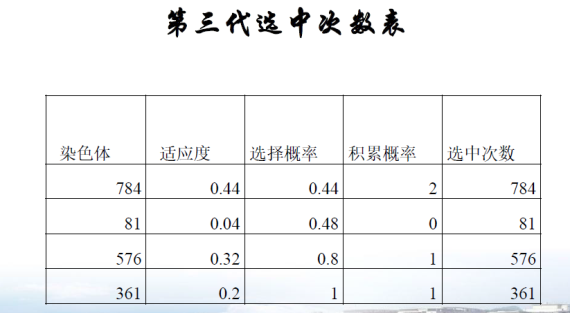 第三代选中次数表
染色体 适应度 选择概率 积累概率 选中次数
784 0.44 0.44 2 784
81 0.04 0.48 0 81
576 0.32 0.8 1 576
361 0.2 1 1 361